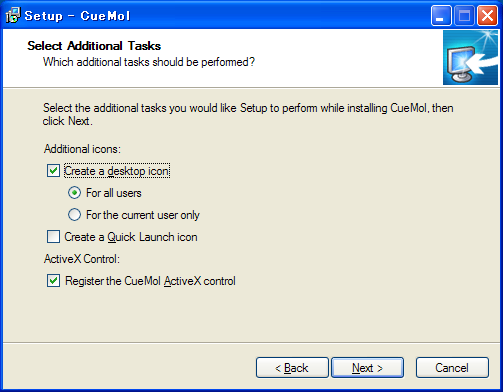 Setup - CueMol
Select Additional Tasks
Which additional tasks should be performed?
Select the additional tasks you would like Setup to perform while installing CueMol, then
click Next.
Additional icons:
Create a desktop icon
For all users
For the current user only
Create a Quick Launch icon
ActiveX Control:
Register the CueMol ActiveX control
< Back
Next >
Cancel